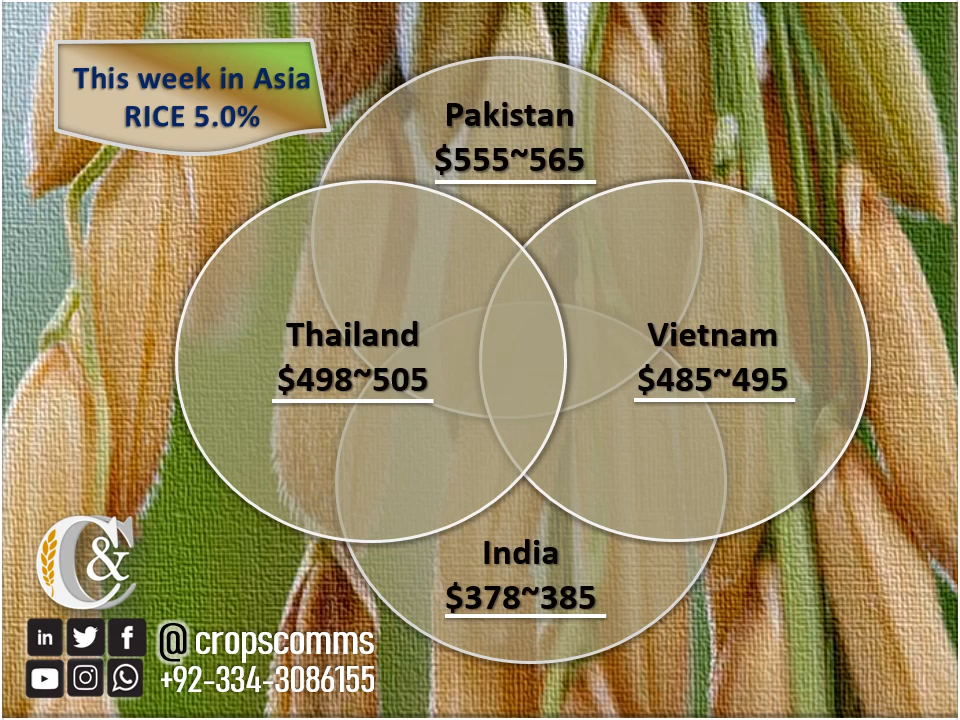 This week in Asia
RICE 5.0%
Pakistan
$555~565
Thailand
$498~505
Vietnam
$485~495
India
$378~385
C&C
in
f
@ cropscomms
+92-334-3086155